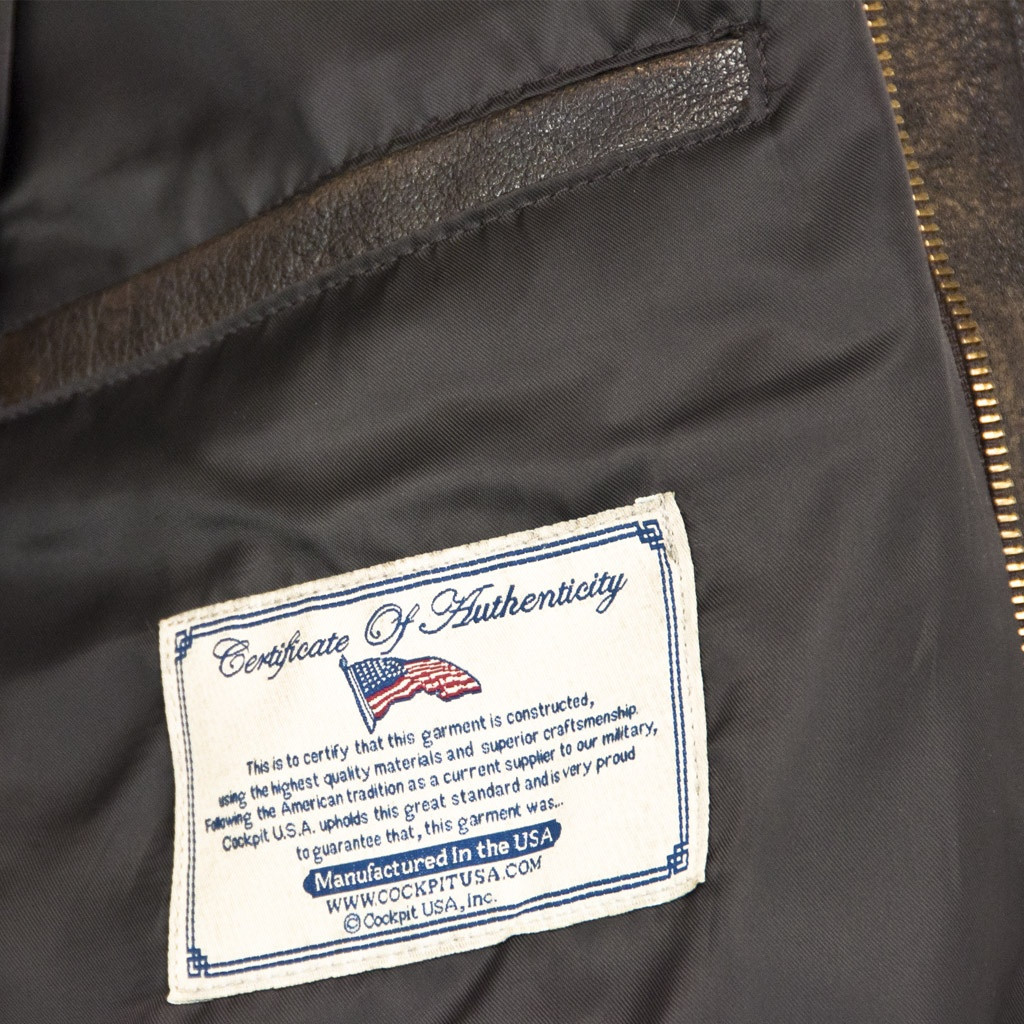 Certificate Of Authenticity
This is to certify that this garment is constructed,
using the highest quality materials and superior craftsmenship.
Following the American tradition as a current supplier to our military,
Cockpit U.S.A. upholds this great standard and is very proud
to guarantee that, this garment was...
Manufactured in the USA
WWW.COCKPITUSA.COM
© Cockpit USA, Inc.